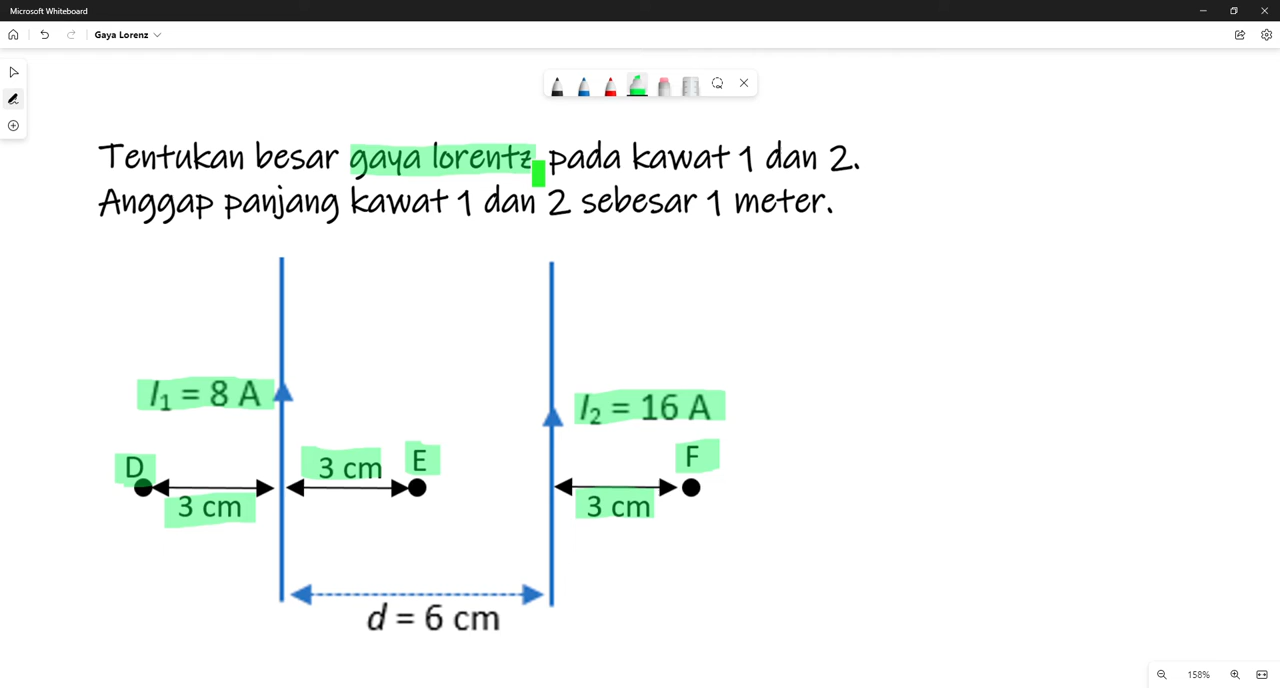 Microsoft Whiteboard
Gaya Lorenz
Tentukan besar gaya lorentz pada kawat 1 dan 2.
Anggap panjang kawat 1 dan 2 sebesar 1 meter.
I₁ = 8 A
I₂ = 16 A
D
3 cm
E
F
3 cm
3 cm
d = 6 cm
158%